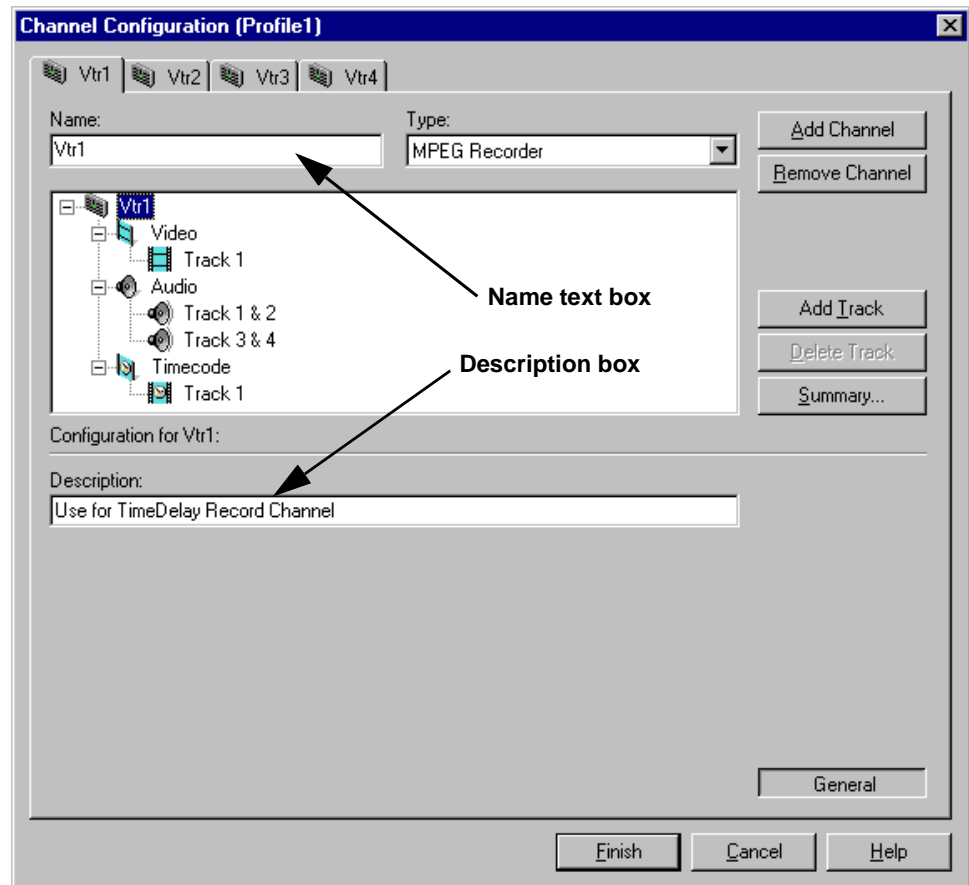 Channel Configuration (Profile1)
Vtr1 Vtr2 Vtr3 Vtr4
Name: Type:
Vtr1 MPEG Recorder
Add Channel
Remove Channel
Vtr1
Video
Track 1
Audio
Track 1 & 2
Track 3 & 4
Timecode
Track 1
Name text box
Description box
Add Track
Delete Track
Summary...
Configuration for Vtr1:
Description:
Use for TimeDelay Record Channel
General
Finish Cancel Help